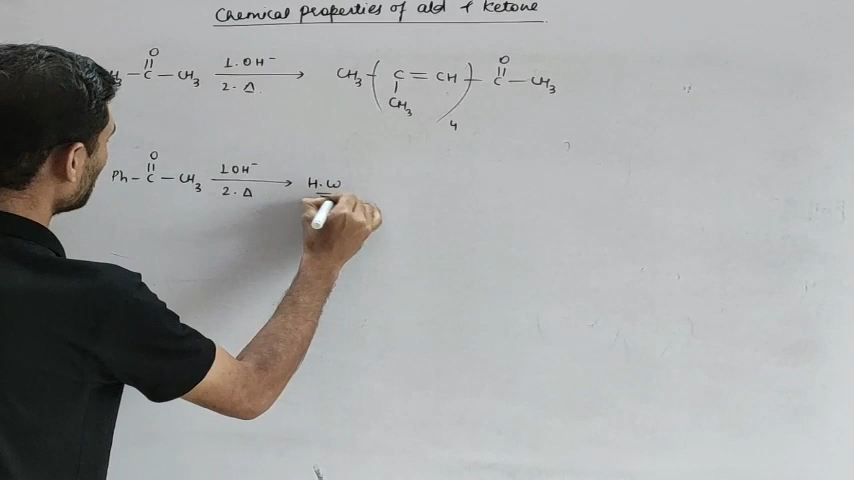 Chemical properties of ald & ketone
O
1. OH⁻
CH₃ – C – CH₃ → CH₃ ( C = CH ) C – CH₃
2. Δ
CH₃
4
O
Ph – C – CH₃ → H.W
1 OH⁻
2. Δ